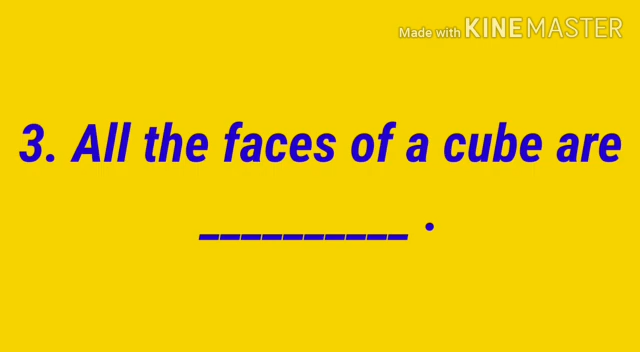 Made with KINEMASTER
3. All the faces of a cube are
__________ .